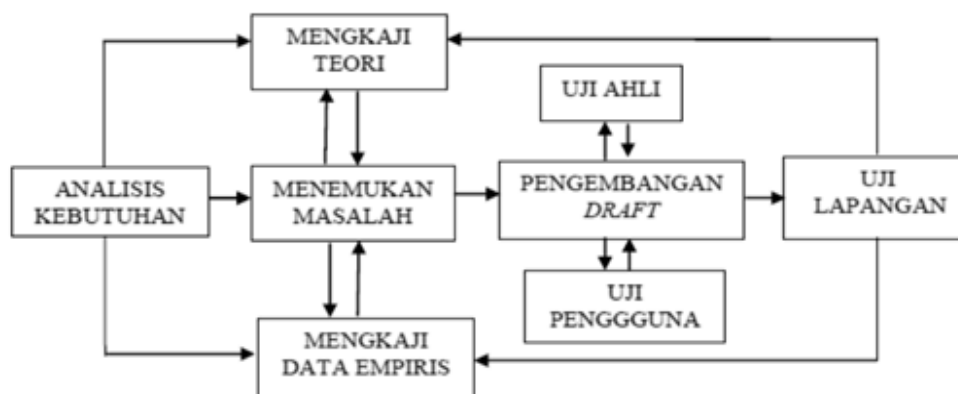 MENGKAJI
TEORI
UJI AHLI
ANALISIS
KEBUTUHAN
MENEMUKAN
MASALAH
PENGEMBANGAN
DRAFT
UJI
LAPANGAN
UJI
PENGGGUNA
MENGKAJI
DATA EMPIRIS